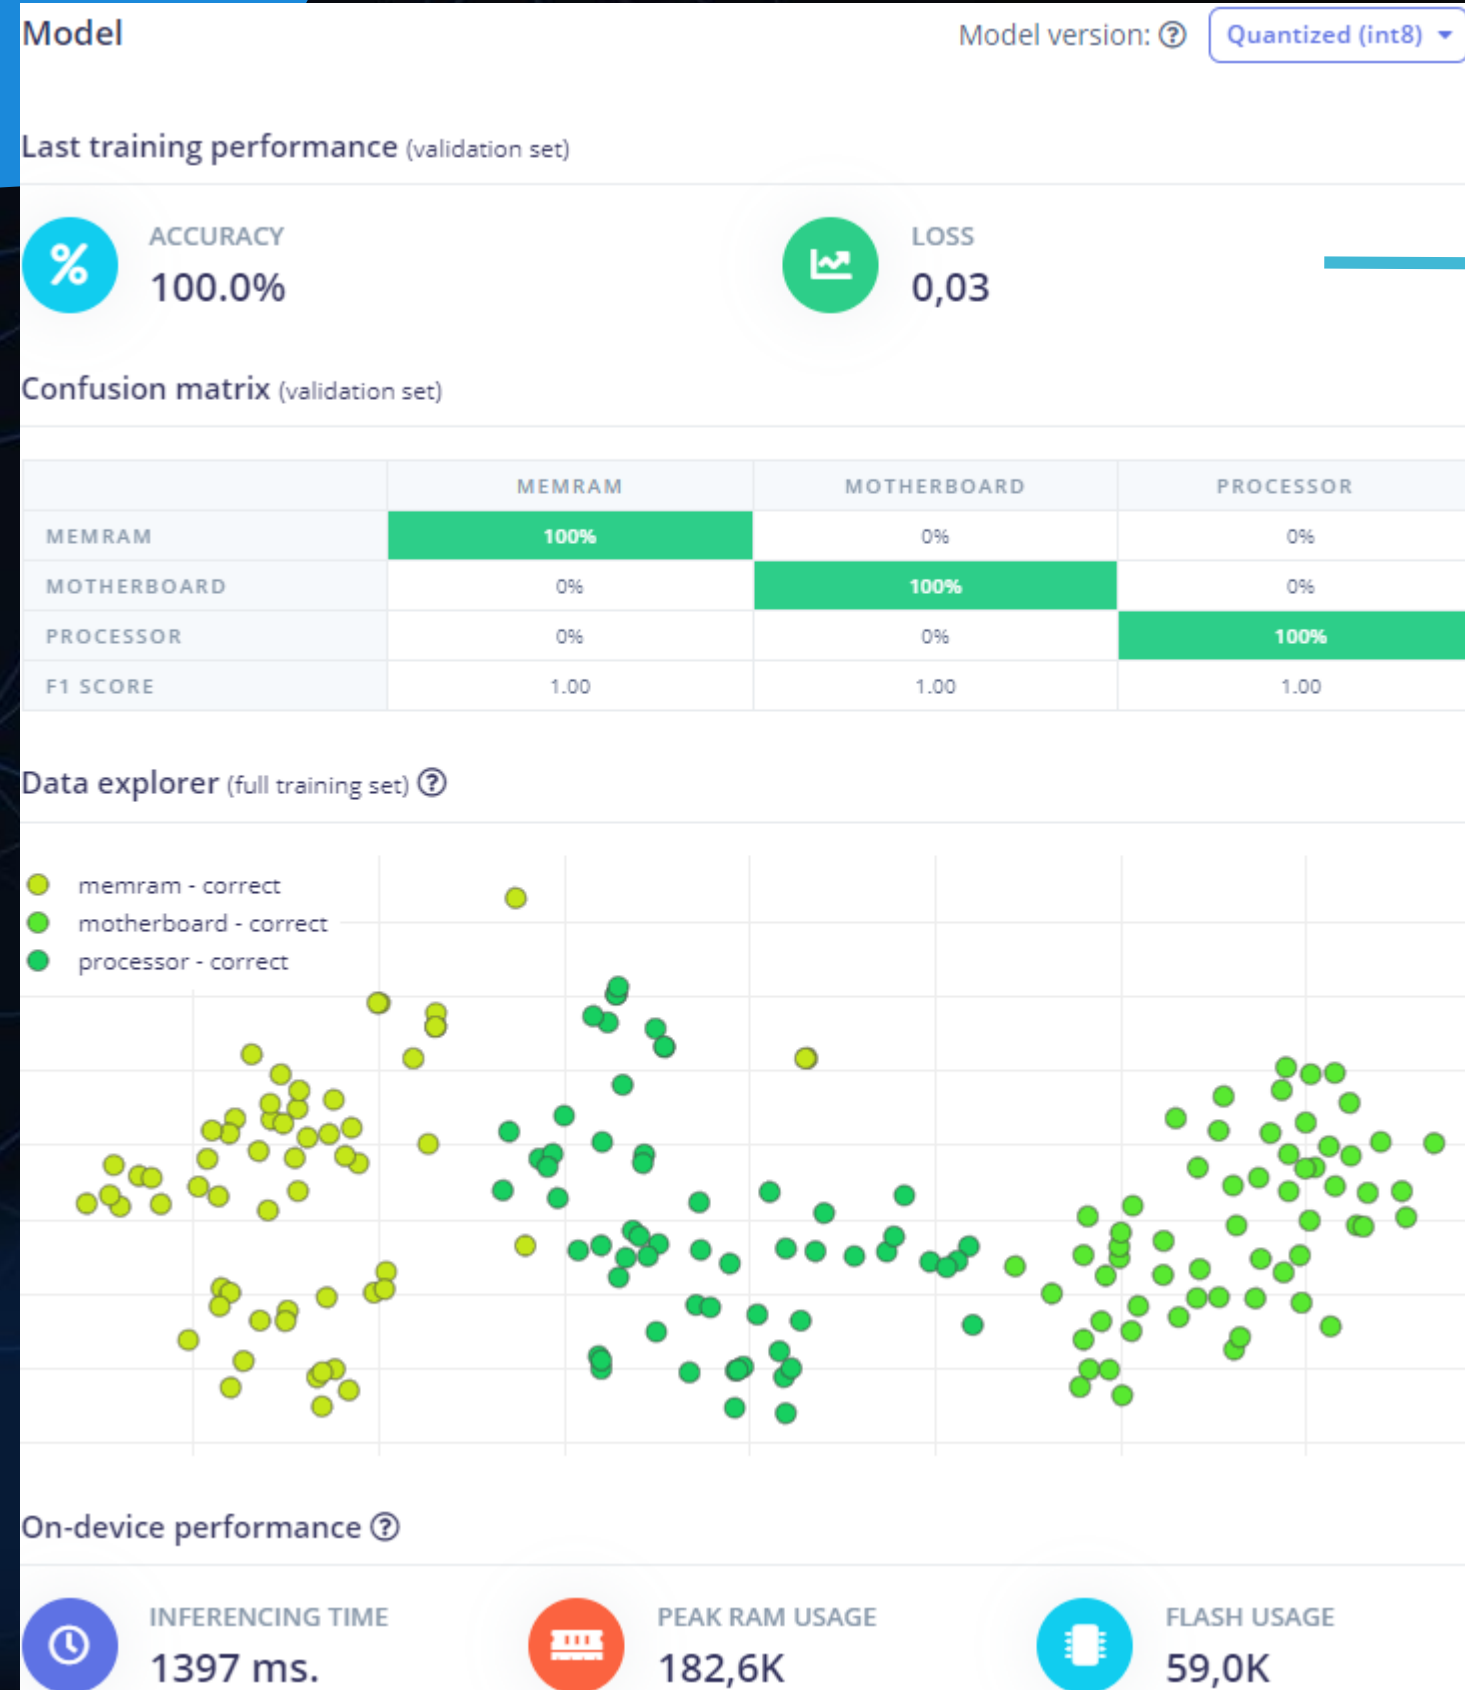 Model
Model version: Quantized (int8)
Last training performance (validation set)
ACCURACY
100.0%
LOSS
0,03
Confusion matrix (validation set)
MEMRAM MOTHERBOARD PROCESSOR
MEMRAM 100% 0% 0%
MOTHERBOARD 0% 100% 0%
PROCESSOR 0% 0% 100%
F1 SCORE 1.00 1.00 1.00
Data explorer (full training set)
memram - correct
motherboard - correct
processor - correct
On-device performance
INFERENCING TIME
1397 ms.
PEAK RAM USAGE
182,6K
FLASH USAGE
59,0K